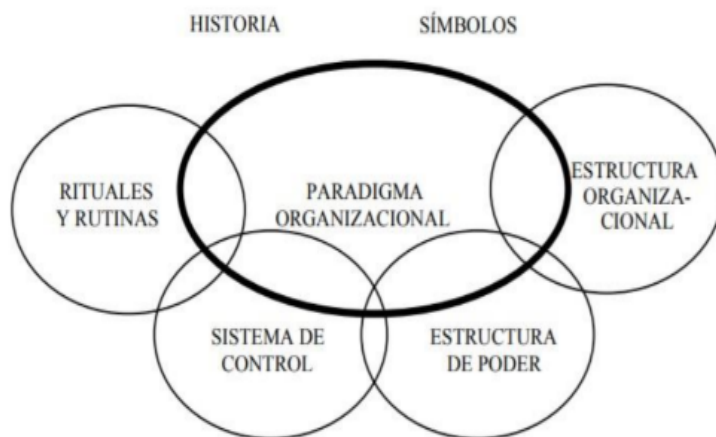 HISTORIA
SÍMBOLOS
RITUALES
Y RUTINAS
PARADIGMA
ORGANIZACIONAL
ESTRUCTURA
ORGANIZA-
CIONAL
SISTEMA DE
CONTROL
ESTRUCTURA
DE PODER